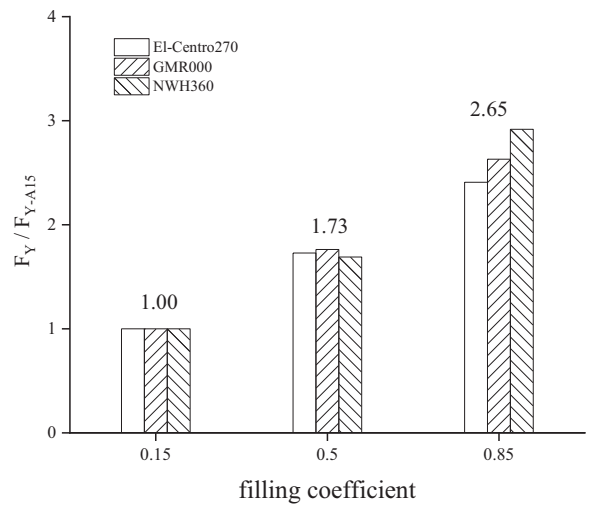 4
3
2
1
0
F_Y / F_Y-A15
El-Centro270
GMR000
NWH360
1.00
1.73
2.65
0.15
0.5
0.85
filling coefficient